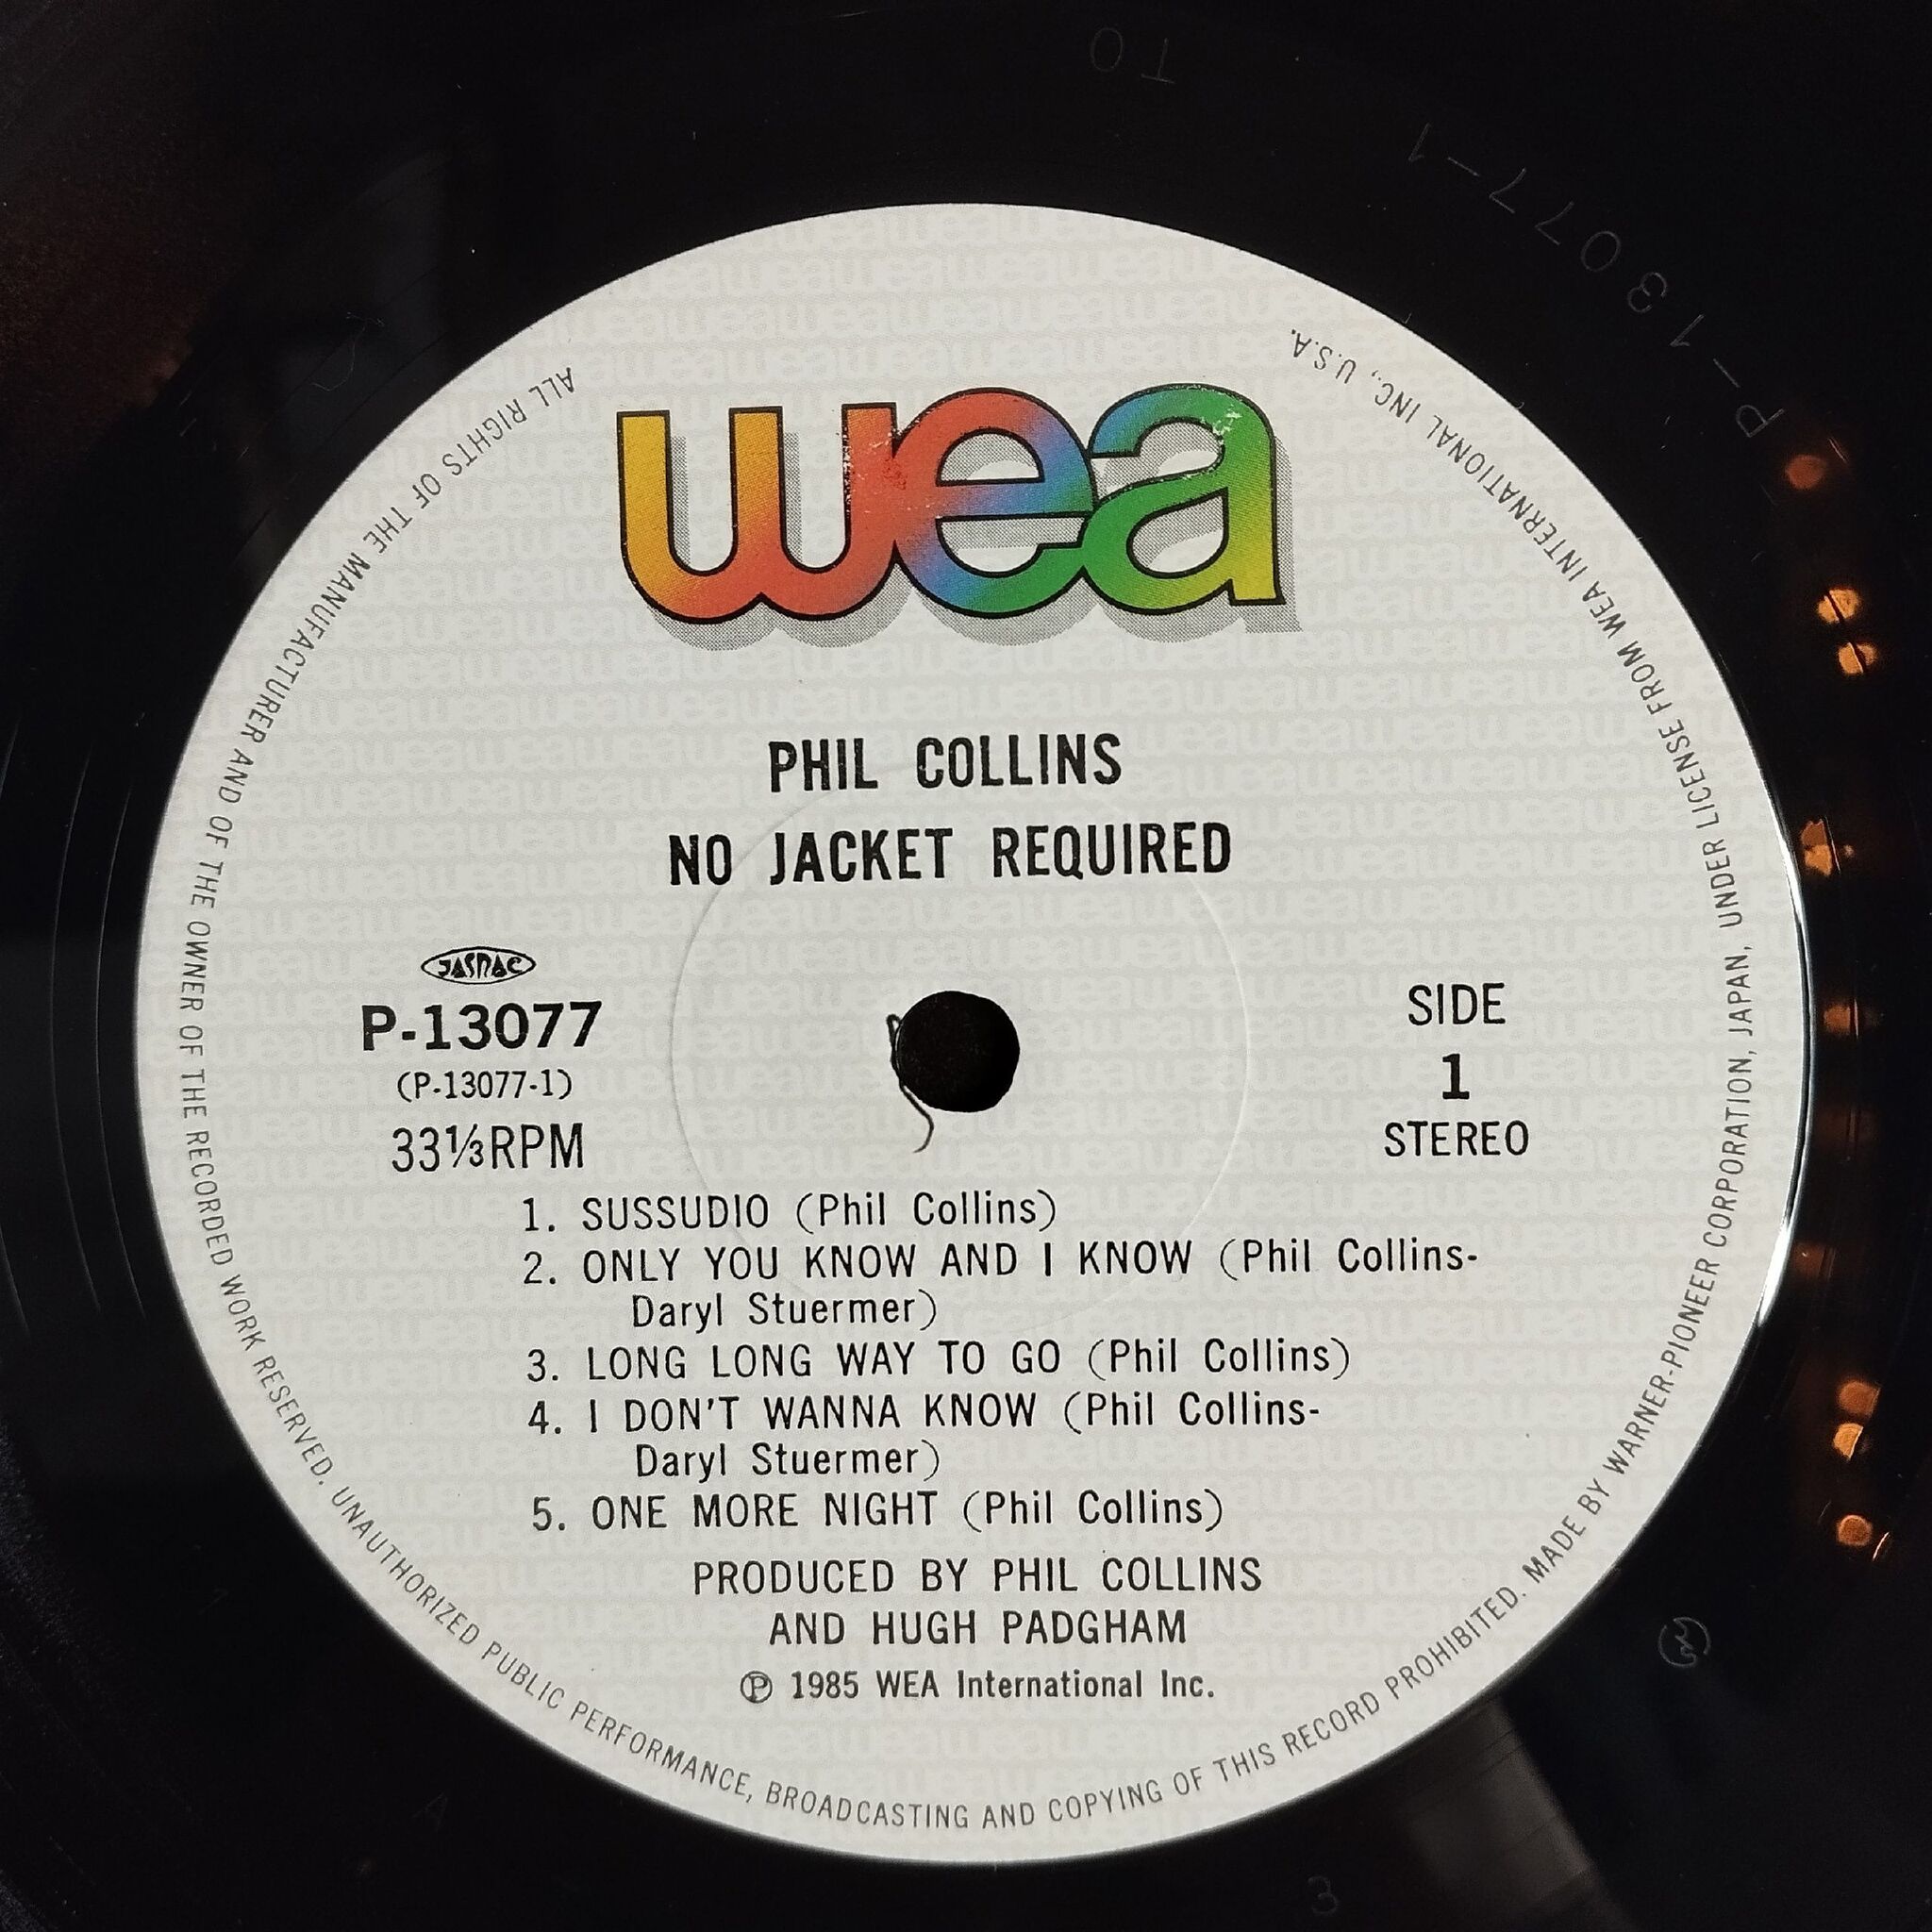 TO
P-13077-1
wea
PHIL COLLINS
NO JACKET REQUIRED
JASRAC
P-13077
(P-13077-1)
33⅓RPM
SIDE
1
STEREO
1. SUSSUDIO (Phil Collins)
2. ONLY YOU KNOW AND I KNOW (Phil Collins-
Daryl Stuermer)
3. LONG LONG WAY TO GO (Phil Collins)
4. I DON'T WANNA KNOW (Phil Collins-
Daryl Stuermer)
5. ONE MORE NIGHT (Phil Collins)
PRODUCED BY PHIL COLLINS
AND HUGH PADGHAM
℗ 1985 WEA International Inc.
ALL RIGHTS OF THE MANUFACTURER AND OF THE OWNER OF THE RECORDED WORK RESERVED. UNAUTHORIZED PUBLIC PERFORMANCE, BROADCASTING AND COPYING OF THIS RECORD PROHIBITED. MADE BY WARNER-PIONEER CORPORATION, JAPAN, UNDER LICENSE FROM WEA INTERNATIONAL INC., U.S.A.
A
3